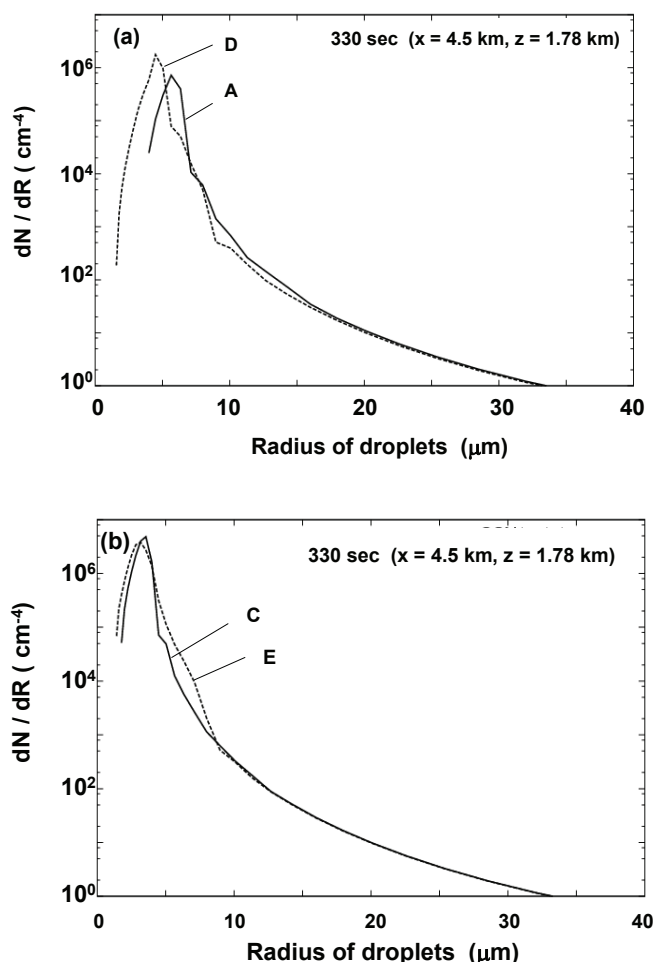 (a)
330 sec (x = 4.5 km, z = 1.78 km)
D
A
dN / dR ( cm-4)
10⁶
10⁴
10²
10⁰
0
10
20
30
40
Radius of droplets (μm)
(b)
330 sec (x = 4.5 km, z = 1.78 km)
C
E
dN / dR ( cm-4)
10⁶
10⁴
10²
10⁰
0
10
20
30
40
Radius of droplets (μm)